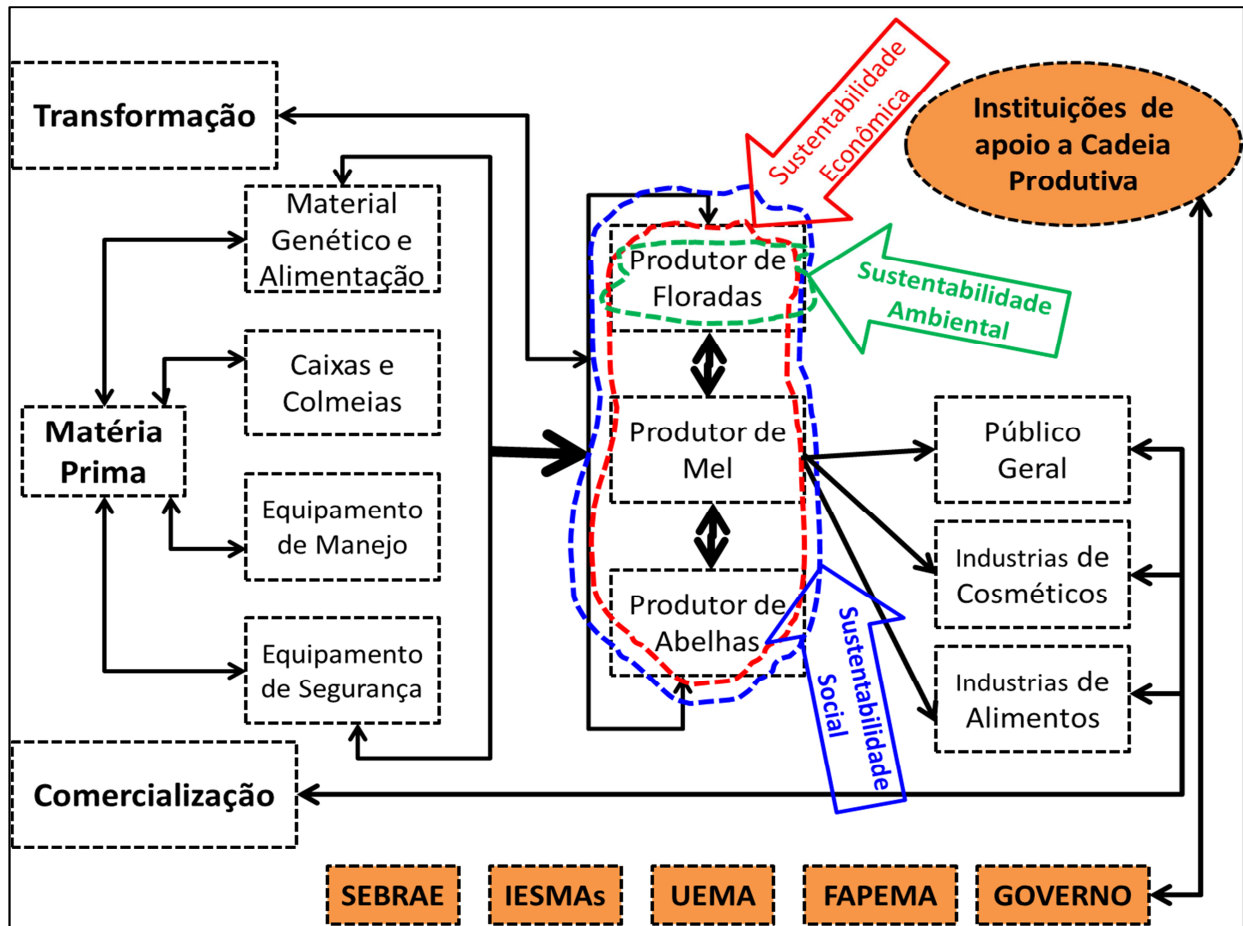 Transformação
Material
Genético e
Alimentação
Caixas e
Colmeias
Matéria
Prima
Equipamento
de Manejo
Equipamento
de Segurança
Comercialização
Sustentabilidade
Econômica
Produtor de
Floradas
Sustentabilidade
Ambiental
Produtor de
Mel
Produtor de
Abelhas
Sustentabilidade
Social
Instituições de
apoio a Cadeia
Produtiva
Público
Geral
Industrias de
Cosméticos
Industrias de
Alimentos
SEBRAE
IESMAs
UEMA
FAPEMA
GOVERNO